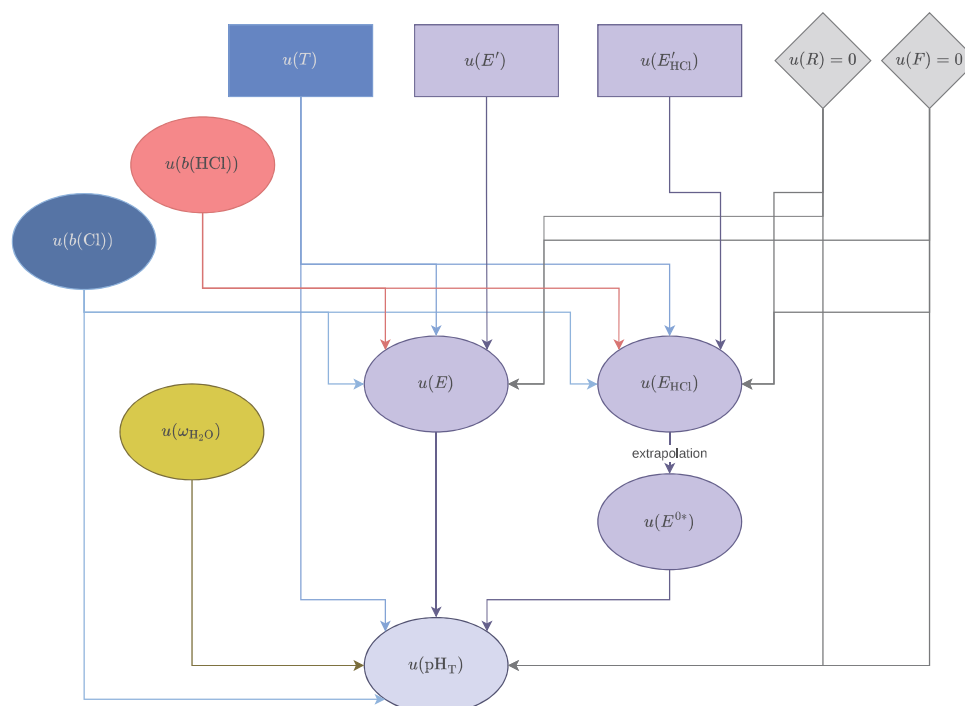 u(T)
u(E′)
u(E′HCl)
u(R) = 0
u(F) = 0
u(b(HCl))
u(b(Cl))
u(E)
u(EHCl)
u(ωH2O)
extrapolation
u(E0*)
u(pHT)